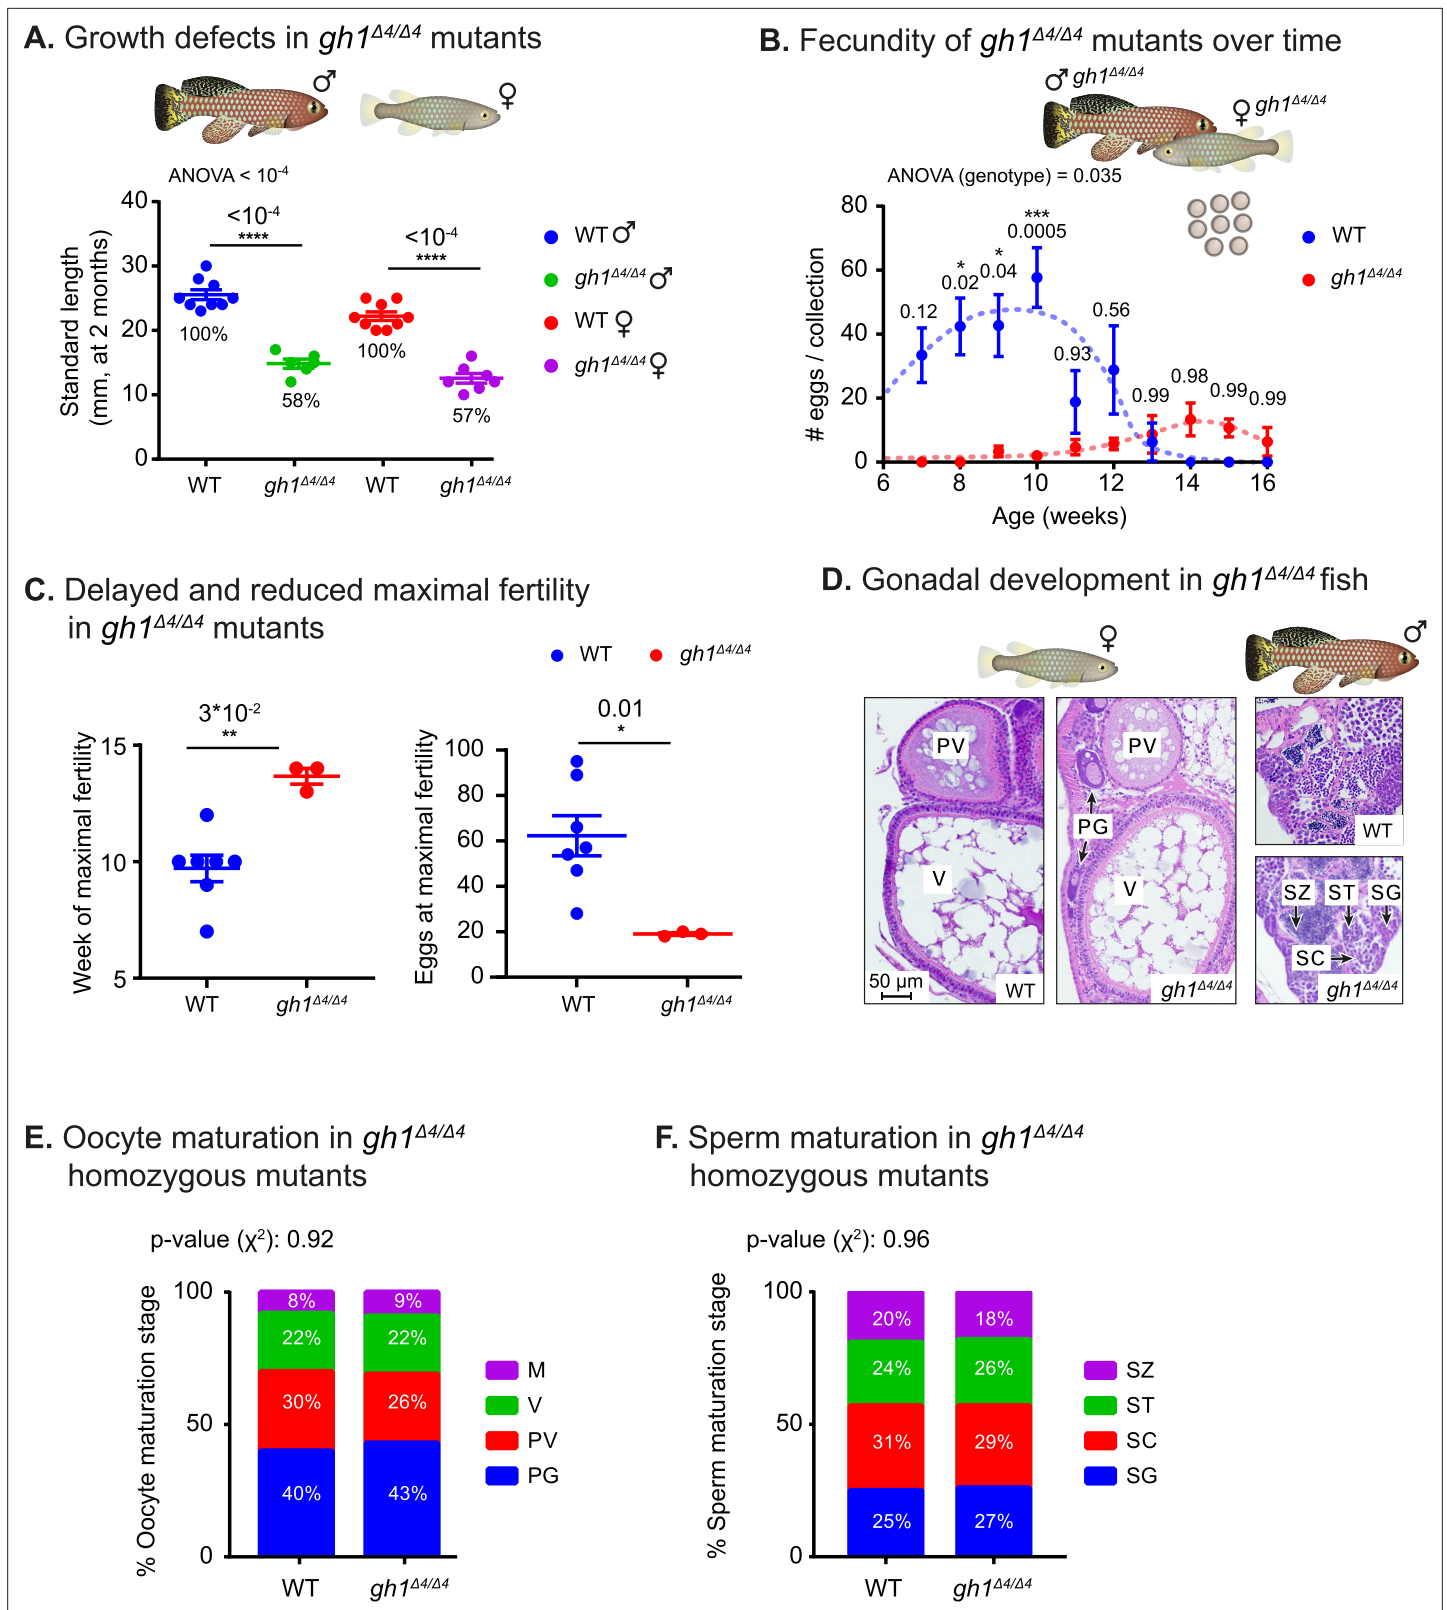 A. Growth defects in gh1Δ4/Δ4 mutants
♂
♀
ANOVA < 10-4
Standard length
(mm, at 2 months)
40
30
20
10
0
<10-4
****
<10-4
****
100%
58%
100%
57%
WT
gh1Δ4/Δ4
WT
gh1Δ4/Δ4
WT ♂
gh1Δ4/Δ4 ♂
WT ♀
gh1Δ4/Δ4 ♀
B. Fecundity of gh1Δ4/Δ4 mutants over time
♂ gh1Δ4/Δ4
♀ gh1Δ4/Δ4
ANOVA (genotype) = 0.035
# eggs / collection
80
60
40
20
0
0.12
*
0.02
*
0.04
***
0.0005
0.93
0.56
0.99
0.98
0.99
0.99
6 8 10 12 14 16
Age (weeks)
WT
gh1Δ4/Δ4
C. Delayed and reduced maximal fertility
in gh1Δ4/Δ4 mutants
WT gh1Δ4/Δ4
Week of maximal fertility
15
10
5
3*10-2
**
WT gh1Δ4/Δ4
Eggs at maximal fertility
100
80
60
40
20
0
0.01
*
WT gh1Δ4/Δ4
D. Gonadal development in gh1Δ4/Δ4 fish
♀
♂
PV
V
50 µm
WT
PV
PG
V
gh1Δ4/Δ4
WT
SZ ST SG
SC
gh1Δ4/Δ4
E. Oocyte maturation in gh1Δ4/Δ4
homozygous mutants
p-value (χ2): 0.92
% Oocyte maturation stage
100
50
0
8% 9%
22% 22%
30% 26%
40% 43%
WT gh1Δ4/Δ4
M
V
PV
PG
F. Sperm maturation in gh1Δ4/Δ4
homozygous mutants
p-value (χ2): 0.96
% Sperm maturation stage
100
50
0
20% 18%
24% 26%
31% 29%
25% 27%
WT gh1Δ4/Δ4
SZ
ST
SC
SG